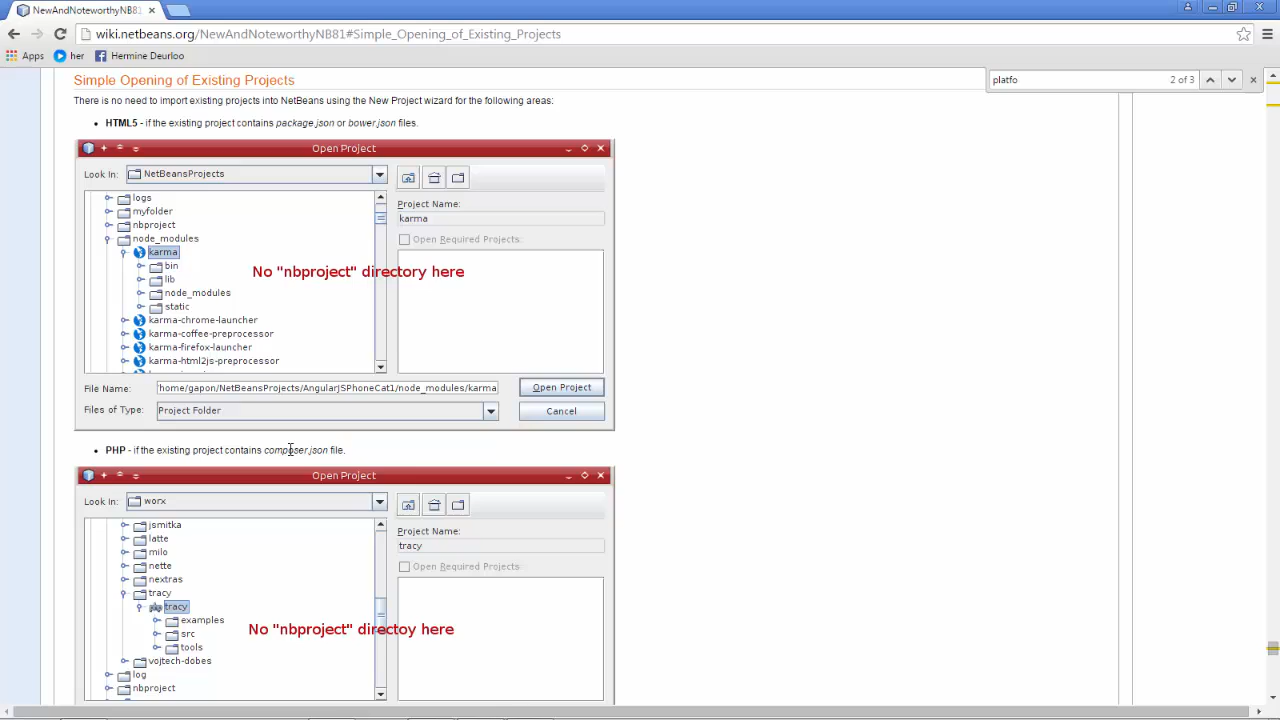 NewAndNoteworthyNB81
wiki.netbeans.org/NewAndNoteworthyNB81#Simple_Opening_of_Existing_Projects
Apps her Hermine Deurloo
platfo 2 of 3
Simple Opening of Existing Projects
There is no need to import existing projects into NetBeans using the New Project wizard for the following areas:
• HTML5 - if the existing project contains package.json or bower.json files.
Open Project
Look In: NetBeansProjects
logs
myfolder
nbproject
node_modules
karma
bin
lib
node_modules
static
karma-chrome-launcher
karma-coffee-preprocessor
karma-firefox-launcher
karma-html2js-preprocessor
No "nbproject" directory here
Project Name:
karma
Open Required Projects:
File Name: home/gapon/NetBeansProjects/AngularJSPhoneCat1/node_modules/karma
Open Project
Files of Type: Project Folder
Cancel
• PHP - if the existing project contains composer.json file.
Open Project
Look In: worx
jsmitka
latte
milo
nette
nextras
tracy
tracy
examples
src
tools
vojtech-dobes
log
nbproject
No "nbproject" directoy here
Project Name:
tracy
Open Required Projects: